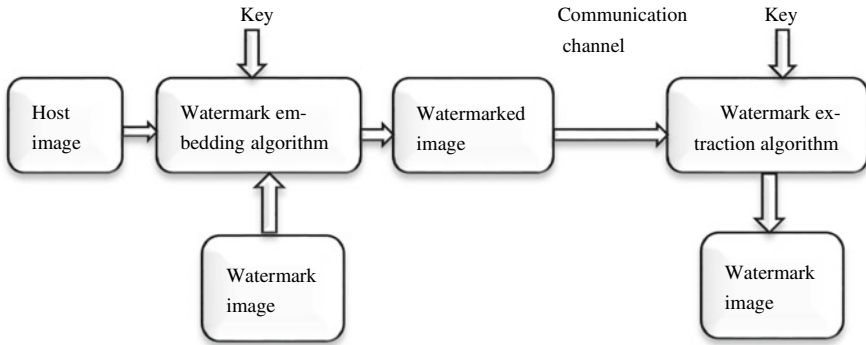 Key
Communication
channel
Key
Host
image
Watermark em-
bedding algorithm
Watermarked
image
Watermark ex-
traction algorithm
Watermark
image
Watermark
image